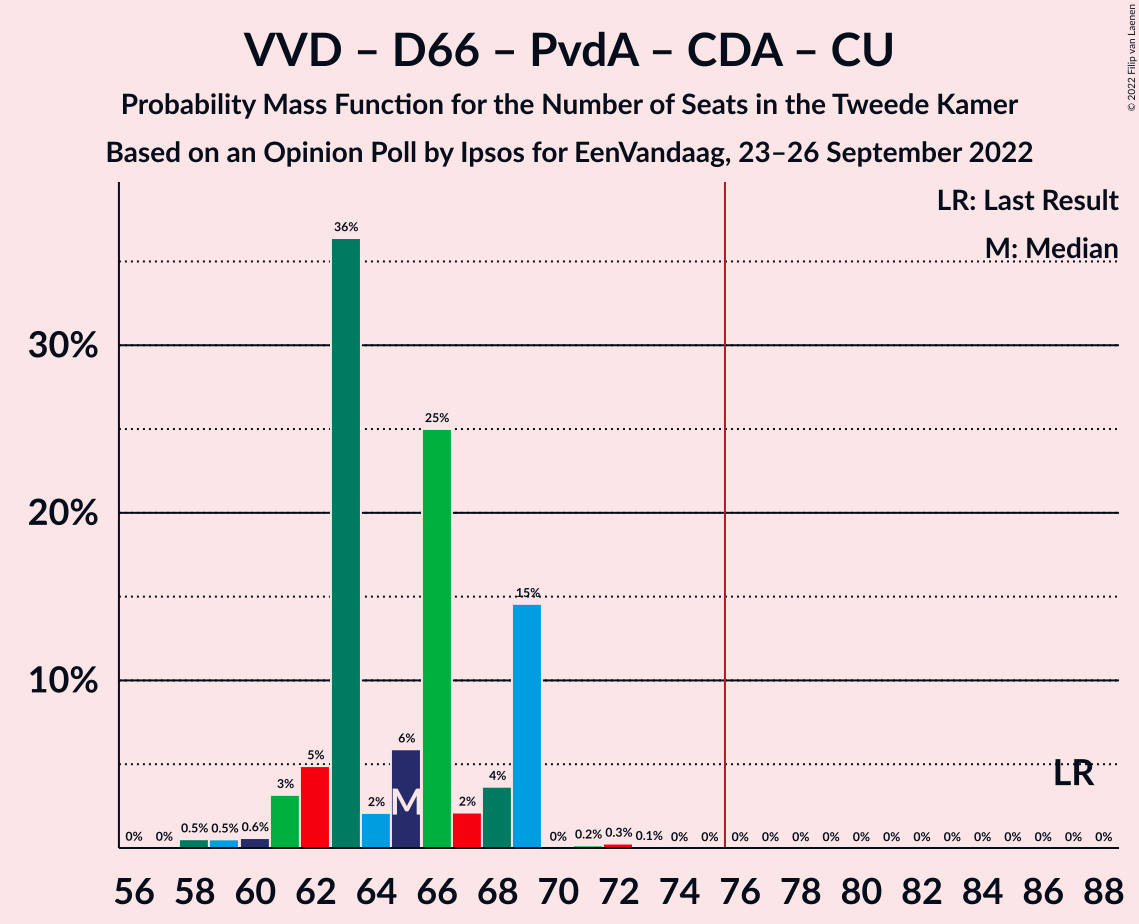 VVD – D66 – PvdA – CDA – CU
Probability Mass Function for the Number of Seats in the Tweede Kamer
Based on an Opinion Poll by Ipsos for EenVandaag, 23–26 September 2022
© 2022 Filip van Laenen
LR: Last Result
M: Median
36%
30%
25%
20%
15%
10%
6%
5%
4%
3%
2%
2%
LR
M
0% 0% 0.5% 0.5% 0.6% 0% 0.2% 0.3% 0.1% 0% 0% 0% 0% 0% 0% 0% 0% 0% 0% 0% 0% 0% 0%
56 58 60 62 64 66 68 70 72 74 76 78 80 82 84 86 88